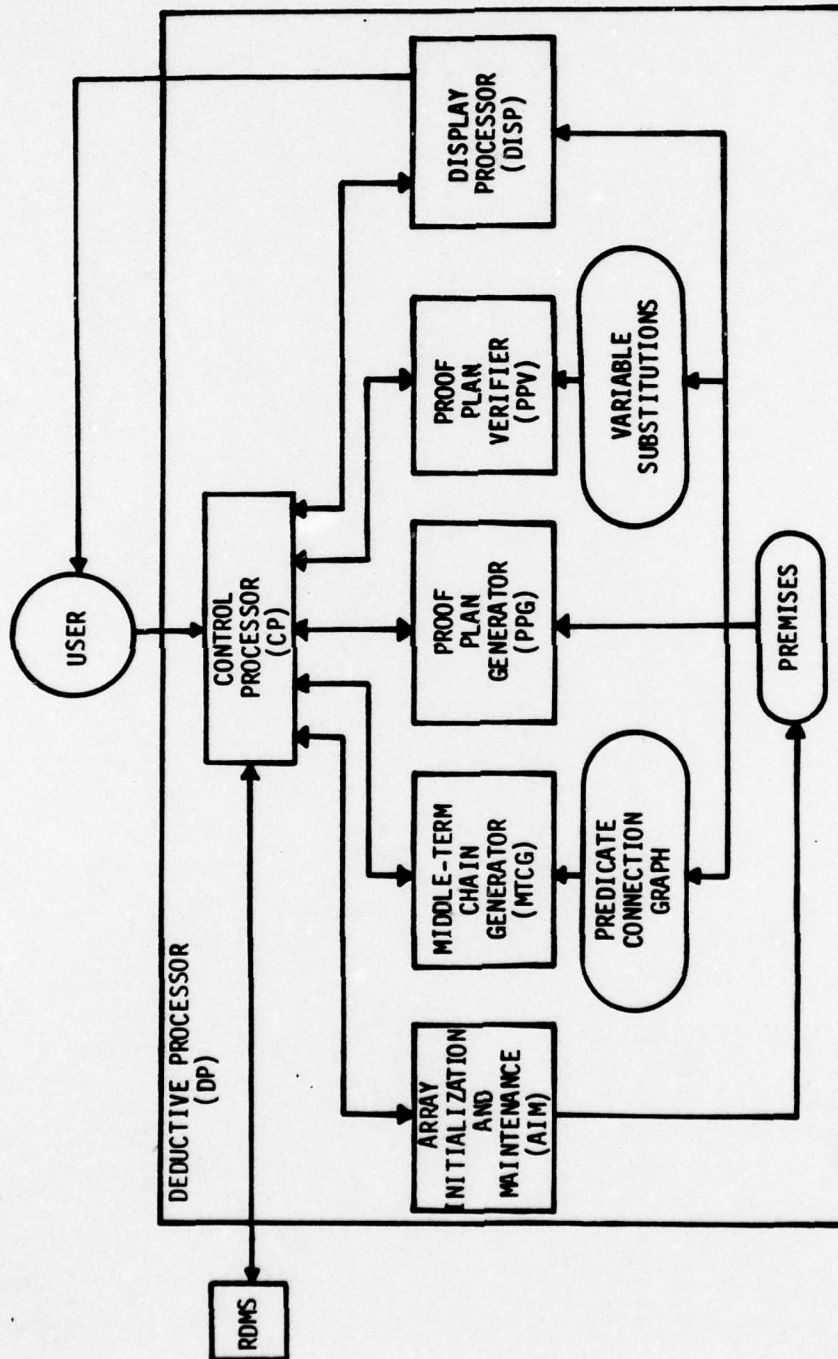 USER
RDMS
DEDUCTIVE PROCESSOR
(DP)
CONTROL
PROCESSOR
(CP)
ARRAY
INITIALIZATION
AND
MAINTENANCE
(AIM)
MIDDLE-TERM
CHAIN
GENERATOR
(MTCG)
PROOF
PLAN
GENERATOR
(PPG)
PROOF
PLAN
VERIFIER
(PPV)
DISPLAY
PROCESSOR
(DISP)
PREDICATE
CONNECTION
GRAPH
VARIABLE
SUBSTITUTIONS
PREMISES